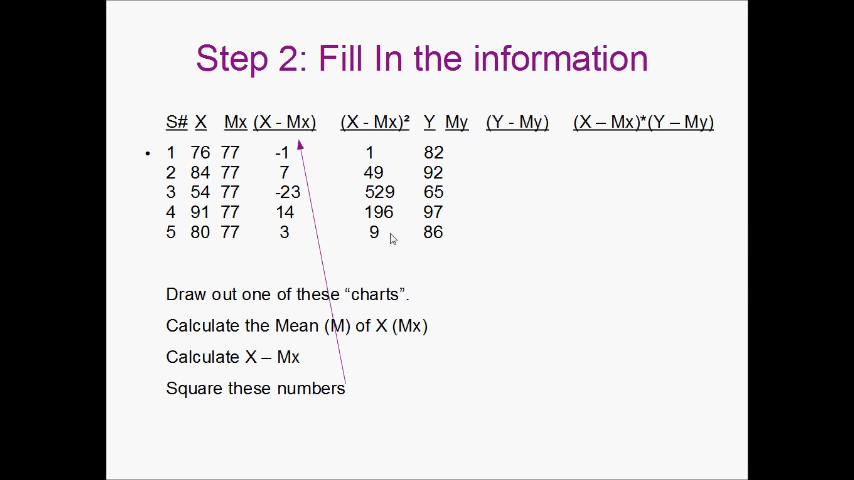 Step 2: Fill In the information
S# X Mx (X - Mx) (X - Mx)² Y My (Y - My) (X – Mx)*(Y – My)
• 1 76 77 -1 1 82
2 84 77 7 49 92
3 54 77 -23 529 65
4 91 77 14 196 97
5 80 77 3 9 86
Draw out one of these “charts”.
Calculate the Mean (M) of X (Mx)
Calculate X – Mx
Square these numbers